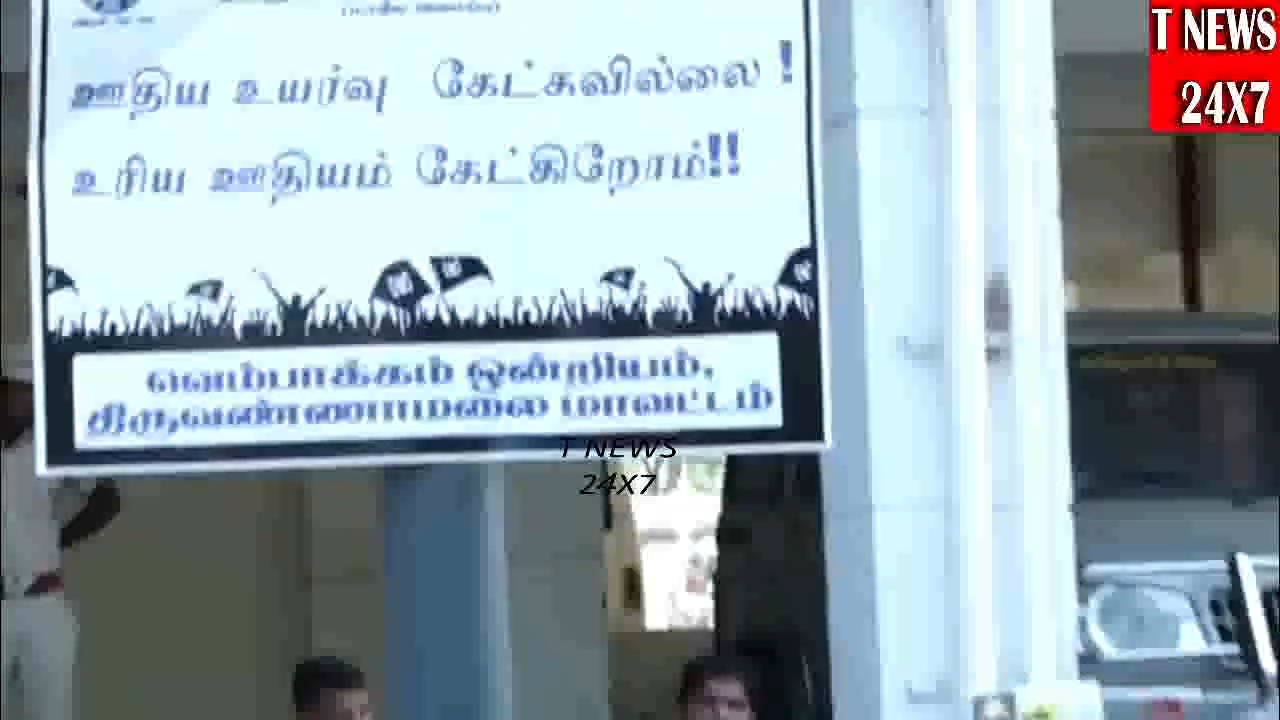 T NEWS
24X7
ஊதிய உயர்வு கேட்கவில்லை !
உரிய ஊதியம் கேட்கிறோம்!!
வெம்பாக்கம் ஒன்றியம்,
திருவண்ணாமலை மாவட்டம்
T NEWS
24X7